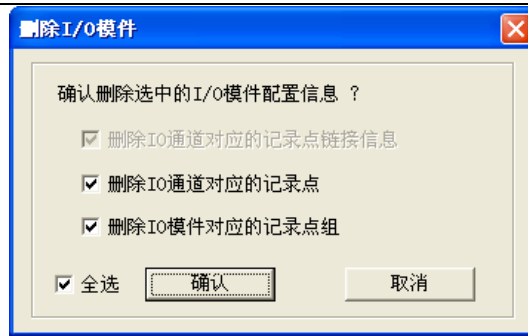 删除I/O模件
确认删除选中的I/O模件配置信息 ?
删除IO通道对应的记录点链接信息
删除IO通道对应的记录点
删除IO模件对应的记录点组
全选 确认 取消